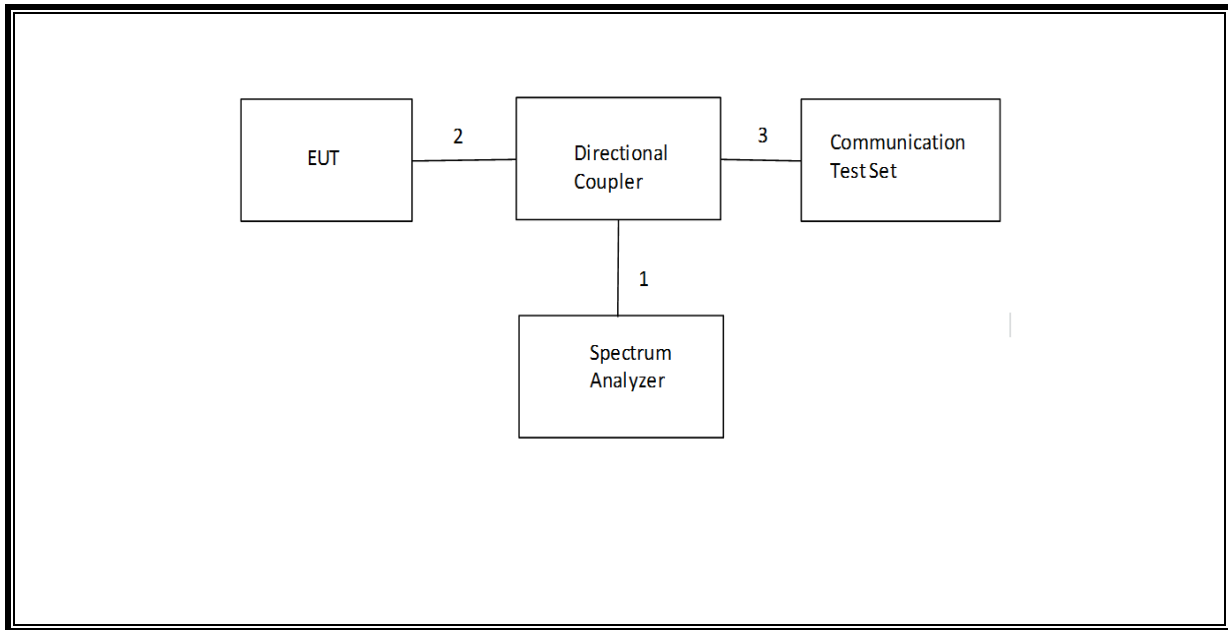 EUT
2
Directional
Coupler
3
Communication
Test Set
1
Spectrum
Analyzer